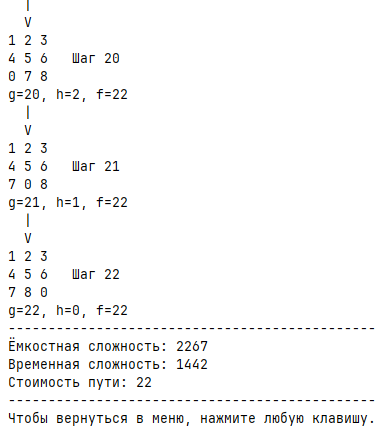 |
V
1 2 3
4 5 6   Шаг 20
0 7 8
g=20, h=2, f=22
|
V
1 2 3
4 5 6   Шаг 21
7 0 8
g=21, h=1, f=22
|
V
1 2 3
4 5 6   Шаг 22
7 8 0
g=22, h=0, f=22
----------------------------------------------
Ёмкостная сложность: 2267
Временная сложность: 1442
Стоимость пути: 22
----------------------------------------------
Чтобы вернуться в меню, нажмите любую клавишу.